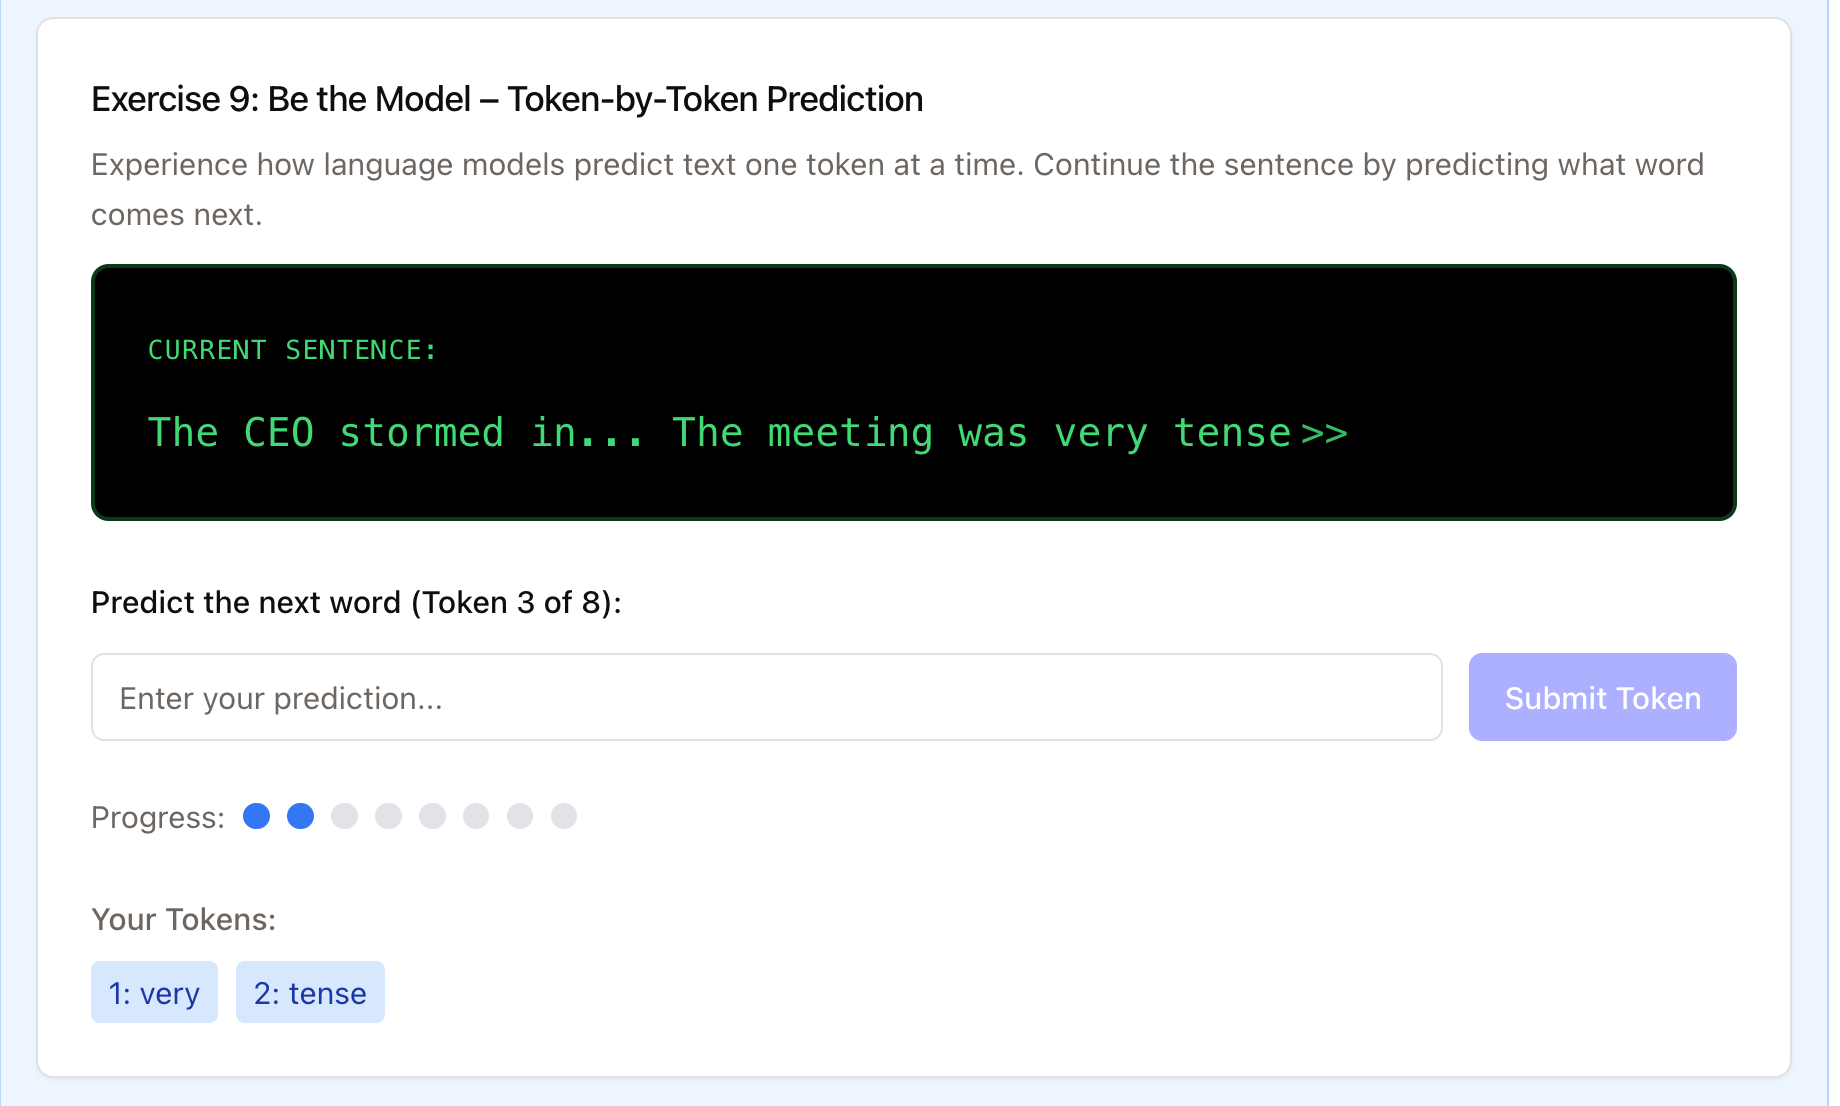 Exercise 9: Be the Model – Token-by-Token Prediction
Experience how language models predict text one token at a time. Continue the sentence by predicting what word
comes next.
CURRENT SENTENCE:
The CEO stormed in... The meeting was very tense >>
Predict the next word (Token 3 of 8):
Enter your prediction...
Submit Token
Progress:
Your Tokens:
1: very
2: tense